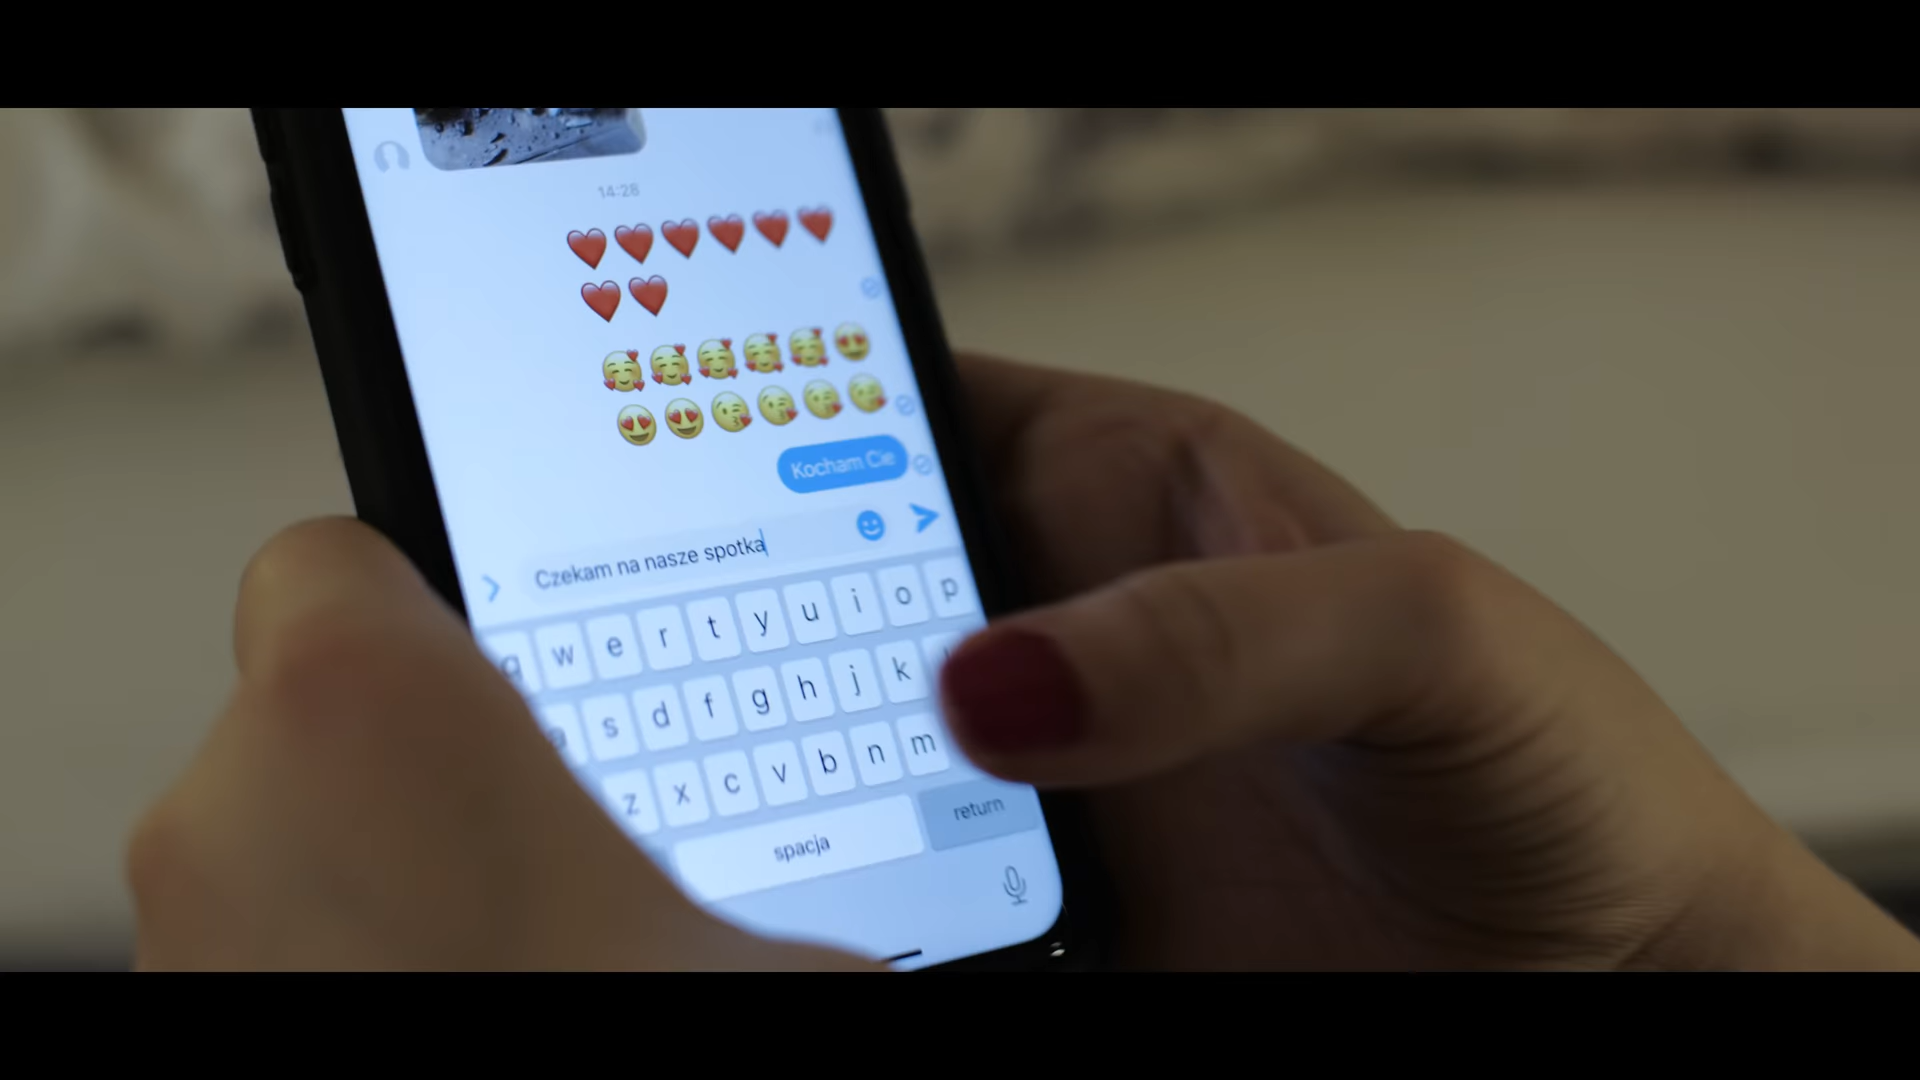 14:28
Kocham Cie
Czekam na nasze spotka
q w e r t y u i o p
a s d f g h j k
z x c v b n m
spacja return